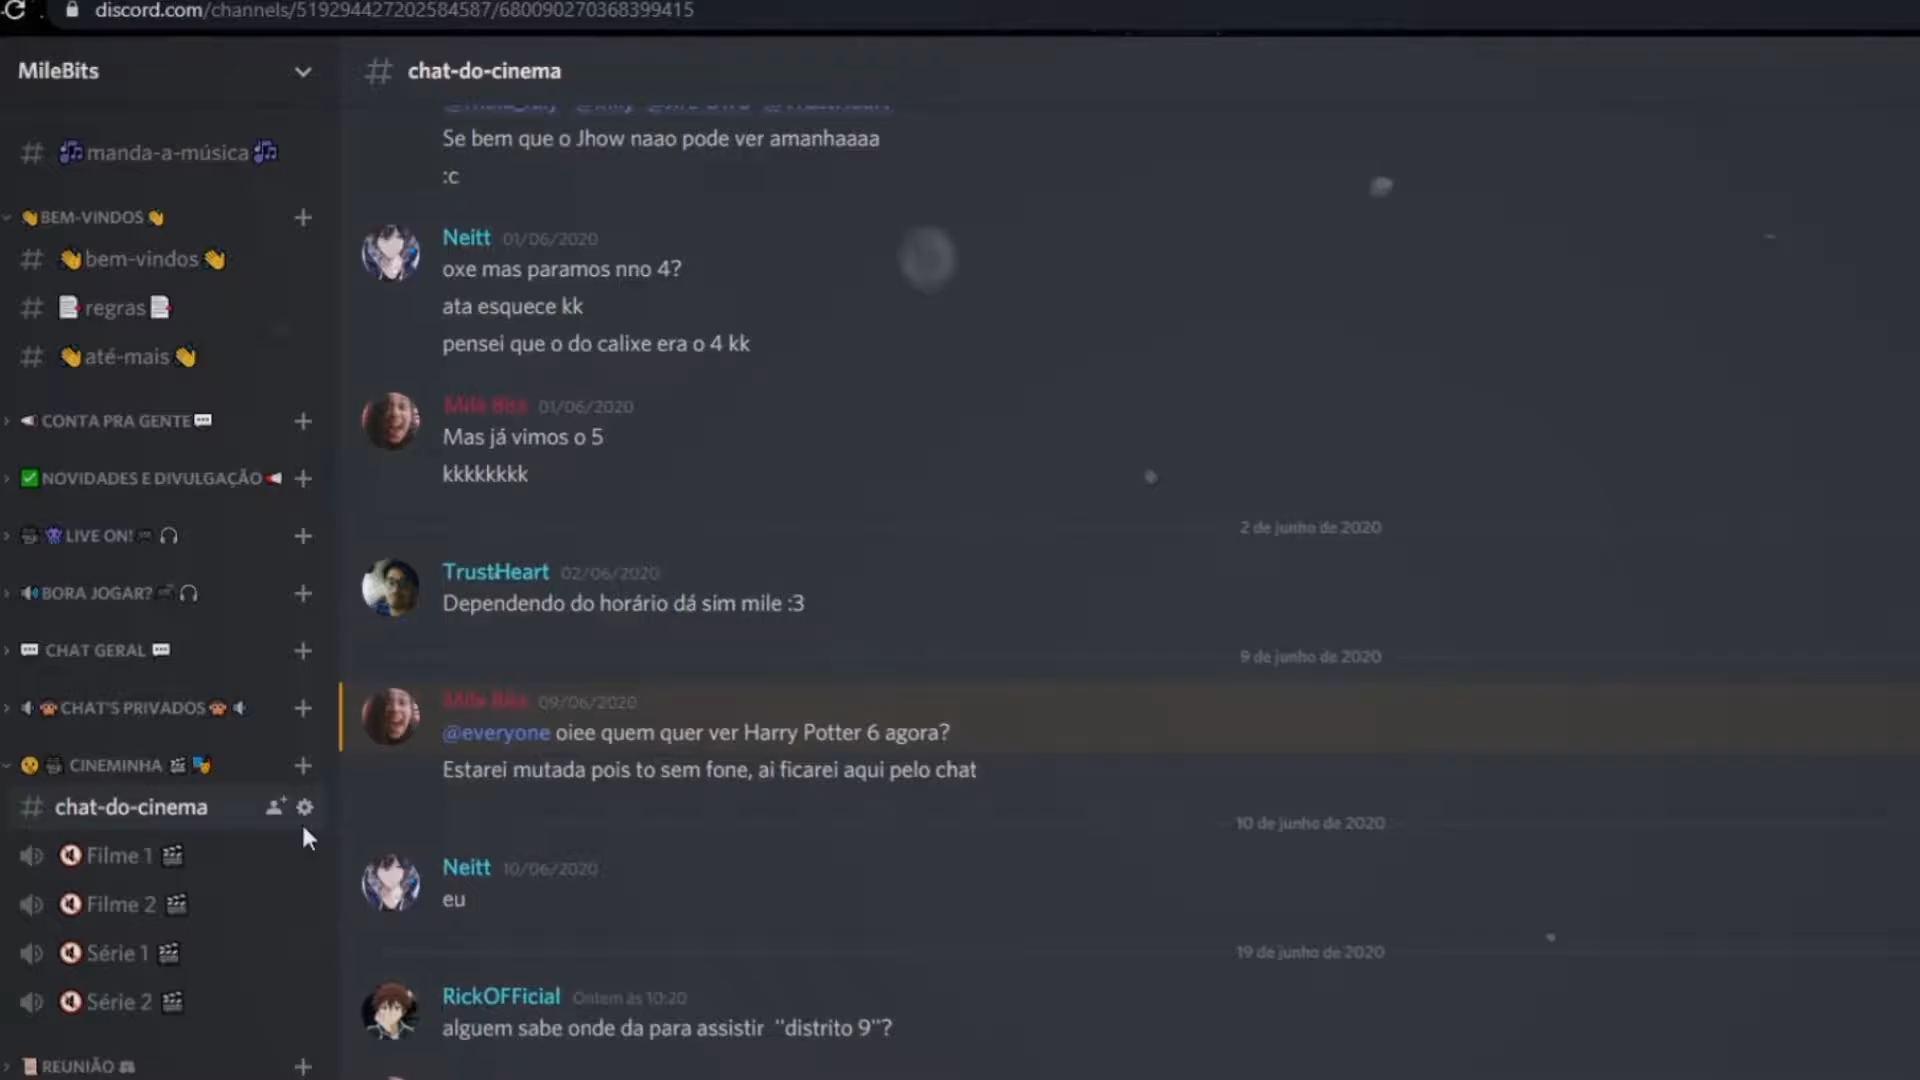 discord.com/channels/519294427202584587/680090270368399415
MileBits
manda-a-música
BEM-VINDOS
bem-vindos
regras
até-mais
CONTA PRA GENTE
NOVIDADES E DIVULGAÇÃO
LIVE ON!
BORA JOGAR?
CHAT GERAL
CHAT'S PRIVADOS
CINEMINHA
chat-do-cinema
Filme 1
Filme 2
Série 1
Série 2
REUNIÃO
# chat-do-cinema
Se bem que o Jhow naao pode ver amanhaaaa
:c
Neitt 01/06/2020
oxe mas paramos nno 4?
ata esquece kk
pensei que o do calixe era o 4 kk
Mile Bits 01/06/2020
Mas já vimos o 5
kkkkkkkk
2 de junho de 2020
TrustHeart 02/06/2020
Dependendo do horário dá sim mile :3
9 de junho de 2020
Mile Bits 09/06/2020
@everyone oiee quem quer ver Harry Potter 6 agora?
Estarei mutada pois to sem fone, ai ficarei aqui pelo chat
10 de junho de 2020
Neitt 10/06/2020
eu
19 de junho de 2020
RickOFFicial Ontem às 10:20
alguem sabe onde da para assistir "distrito 9"?